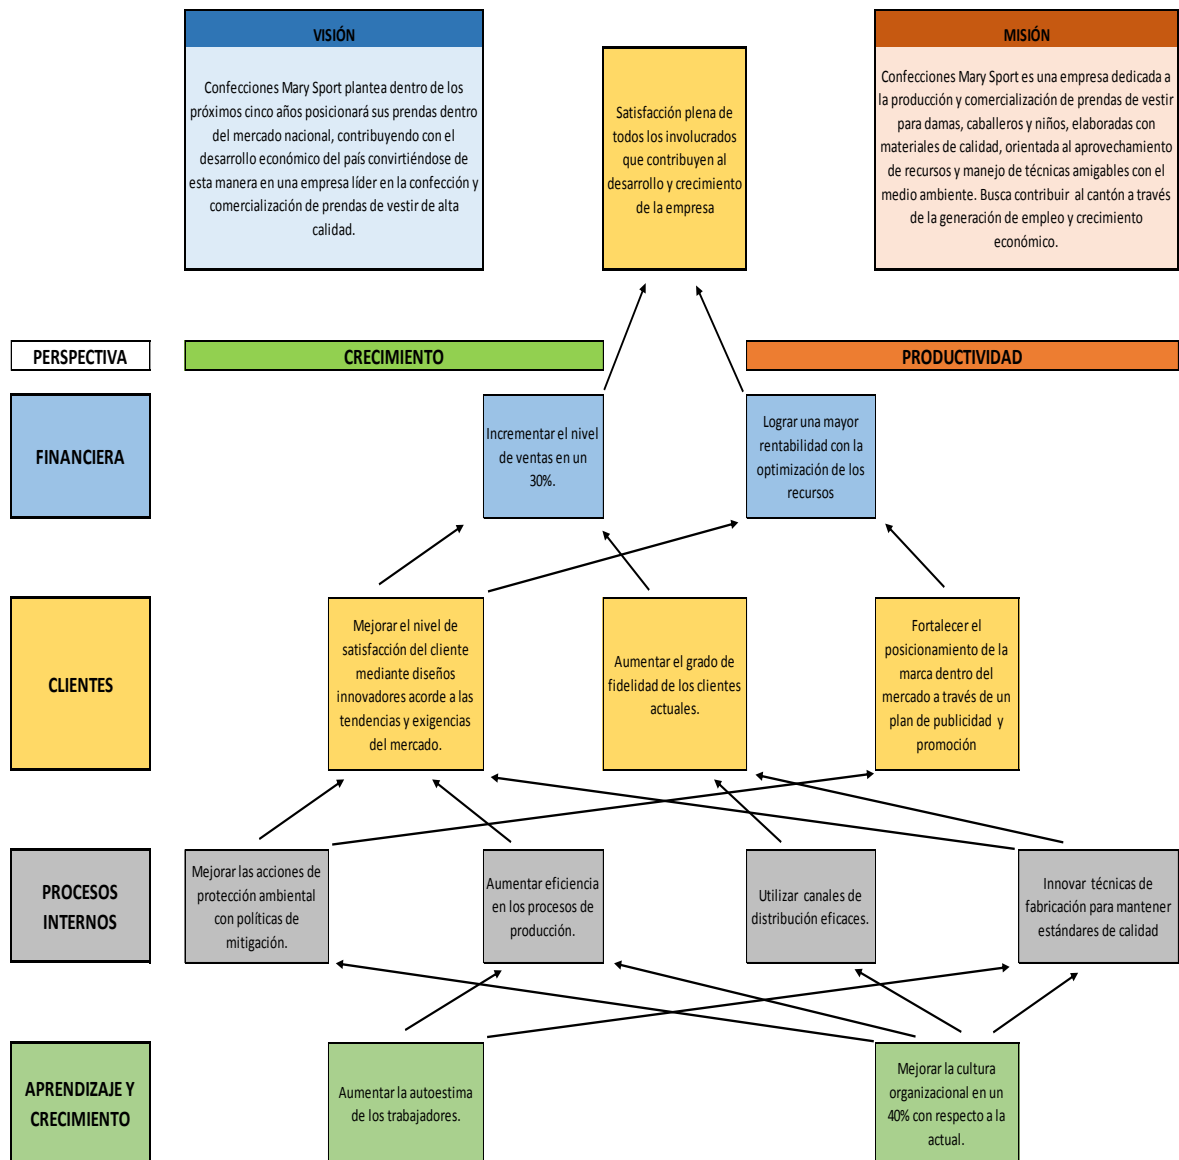 VISIÓN
Confecciones Mary Sport plantea dentro de los
próximos cinco años posicionará sus prendas dentro
del mercado nacional, contribuyendo con el
desarrollo económico del país convirtiéndose de
esta manera en una empresa líder en la confección y
comercialización de prendas de vestir de alta
calidad.
Satisfacción plena de
todos los involucrados
que contribuyen al
desarrollo y crecimiento
de la empresa
MISIÓN
Confecciones Mary Sport es una empresa dedicada a
la producción y comercialización de prendas de vestir
para damas, caballeros y niños, elaboradas con
materiales de calidad, orientada al aprovechamiento
de recursos y manejo de técnicas amigables con el
medio ambiente. Busca contribuir al cantón a través
de la generación de empleo y crecimiento
económico.
PERSPECTIVA
CRECIMIENTO
PRODUCTIVIDAD
FINANCIERA
Incrementar el nivel
de ventas en un
30%.
Lograr una mayor
rentabilidad con la
optimización de los
recursos
CLIENTES
Mejorar el nivel de
satisfacción del cliente
mediante diseños
innovadores acorde a las
tendencias y exigencias
del mercado.
Aumentar el grado de
fidelidad de los clientes
actuales.
Fortalecer el
posicionamiento de la
marca dentro del
mercado a través de un
plan de publicidad y
promoción
PROCESOS
INTERNOS
Mejorar las acciones de
protección ambiental
con políticas de
mitigación.
Aumentar eficiencia
en los procesos de
producción.
Utilizar canales de
distribución eficaces.
Innovar técnicas de
fabricación para mantener
estándares de calidad
APRENDIZAJE Y
CRECIMIENTO
Aumentar la autoestima
de los trabajadores.
Mejorar la cultura
organizacional en un
40% con respecto a la
actual.